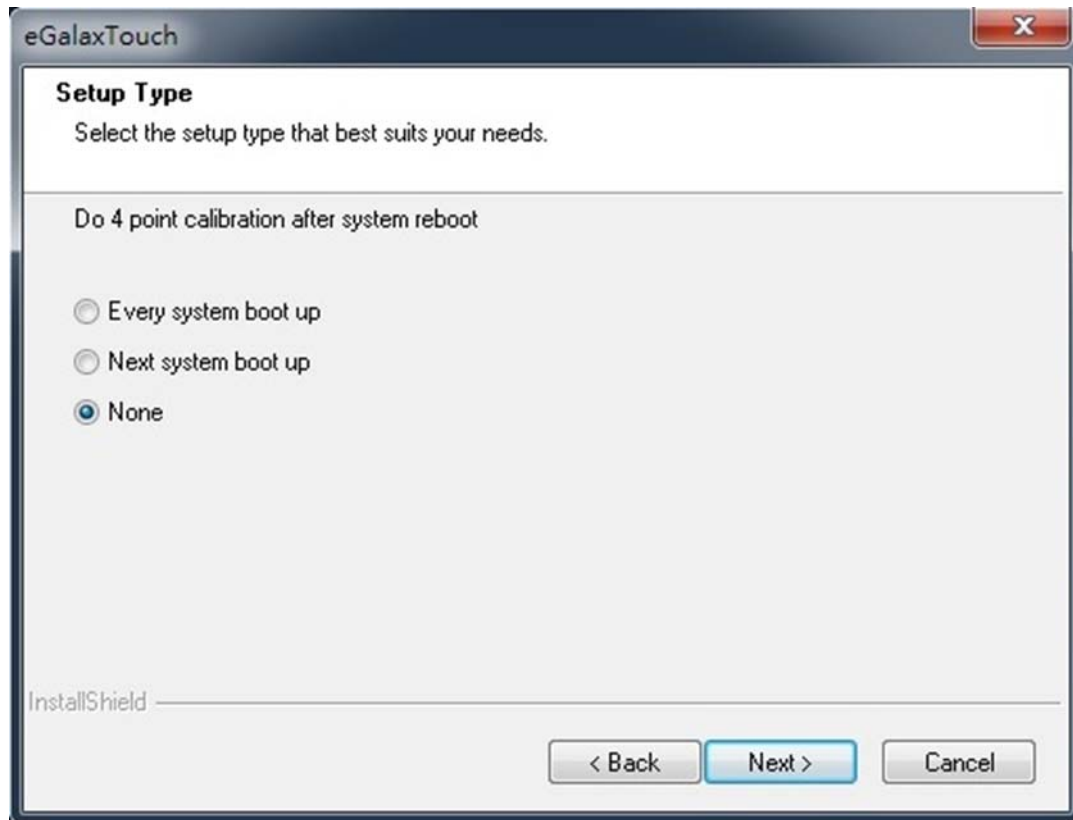 eGalaxTouch
Setup Type
Select the setup type that best suits your needs.
Do 4 point calibration after system reboot
Every system boot up
Next system boot up
None
InstallShield
< Back Next > Cancel